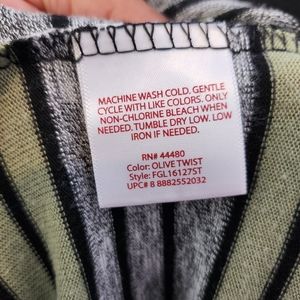 MACHINE WASH COLD, GENTLE
CYCLE WITH LIKE COLORS. ONLY
NON-CHLORINE BLEACH WHEN
NEEDED. TUMBLE DRY LOW. LOW
IRON IF NEEDED.
RN# 44480
Color: OLIVE TWIST
Style: FGL16127ST
UPC# 8 8882552032